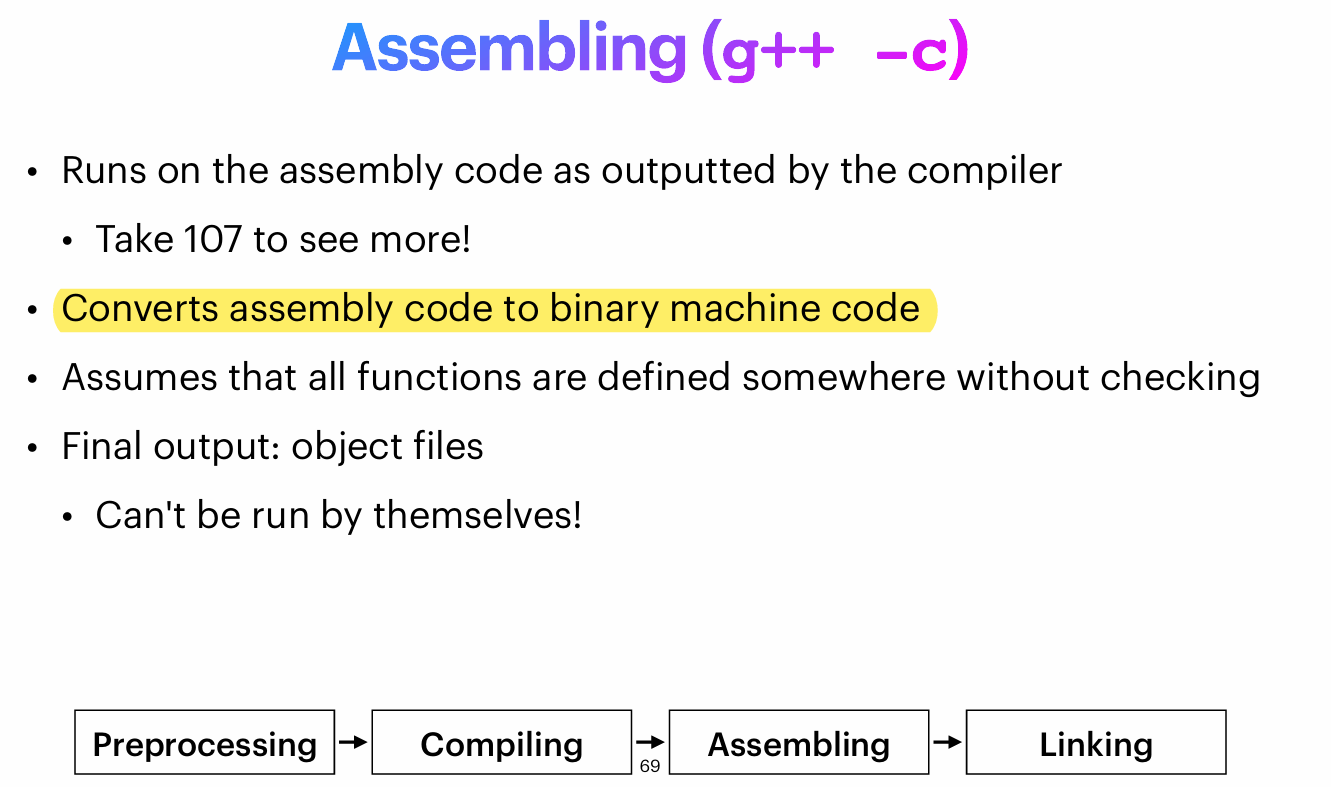 Assembling (g++ -c)
• Runs on the assembly code as outputted by the compiler
• Take 107 to see more!
• Converts assembly code to binary machine code
• Assumes that all functions are defined somewhere without checking
• Final output: object files
• Can't be run by themselves!
Preprocessing → Compiling → Assembling → Linking
69